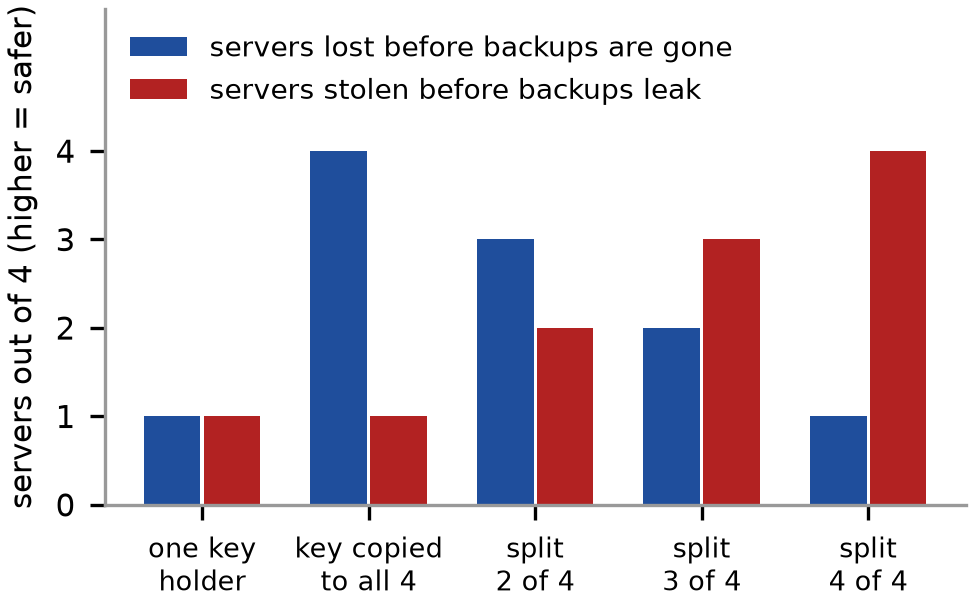 servers out of 4 (higher = safer)
servers lost before backups are gone
servers stolen before backups leak
4
3
2
1
0
one key
holder
key copied
to all 4
split
2 of 4
split
3 of 4
split
4 of 4